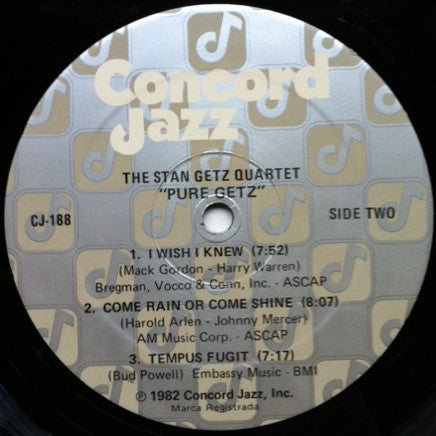 Concord
Jazz
THE STAN GETZ QUARTET
"PURE GETZ"
CJ-188
SIDE TWO
1. I WISH I KNEW (7:52)
(Mack Gordon - Harry Warren)
Bregman, Vocco & Conn, Inc. - ASCAP
2. COME RAIN OR COME SHINE (8:07)
(Harold Arlen - Johnny Mercer)
AM Music Corp. - ASCAP
3. TEMPUS FUGIT (7:17)
(Bud Powell) Embassy Music - BMI
℗ 1982 Concord Jazz, Inc.
Marca Registrada